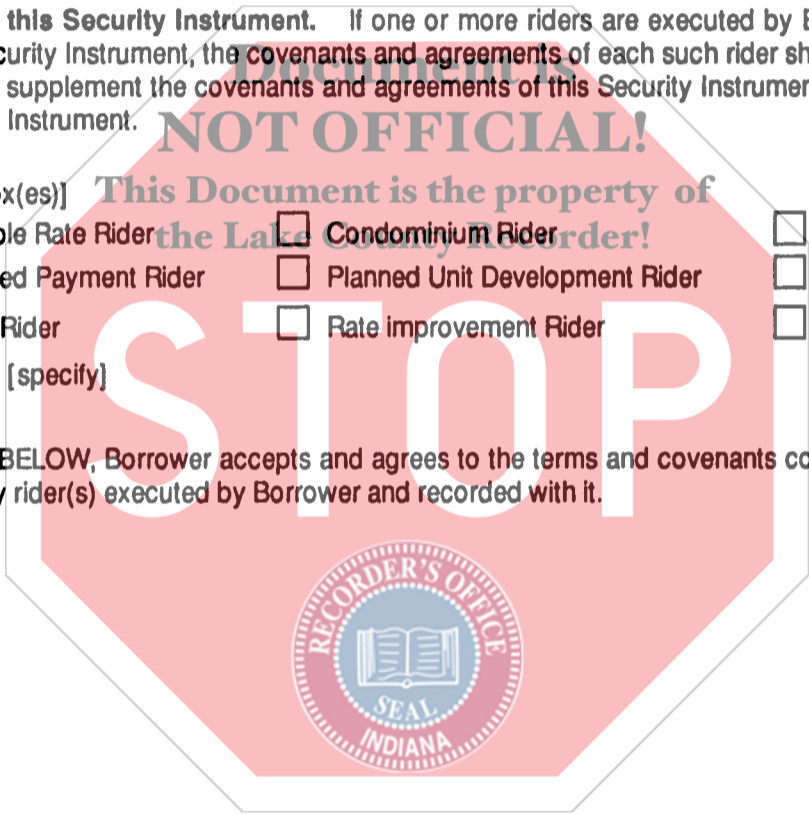 this Security Instrument. If one or more riders are executed by
curity Instrument, the covenants and agreements of each such rider sh
Document is
supplement the covenants and agreements of this Security Instrumen
Instrument.
NOT OFFICIAL!
x(es)]
This Document is the property of
le Rate Rider
Condominium Rider
the Lake County Recorder!
ed Payment Rider
Planned Unit Development Rider
Rider
Rate improvement Rider
[specify]
STOP
BELOW, Borrower accepts and agrees to the terms and covenants co
rider(s) executed by Borrower and recorded with it.
RECORDER'S OFFICE
SEAL
INDIANA